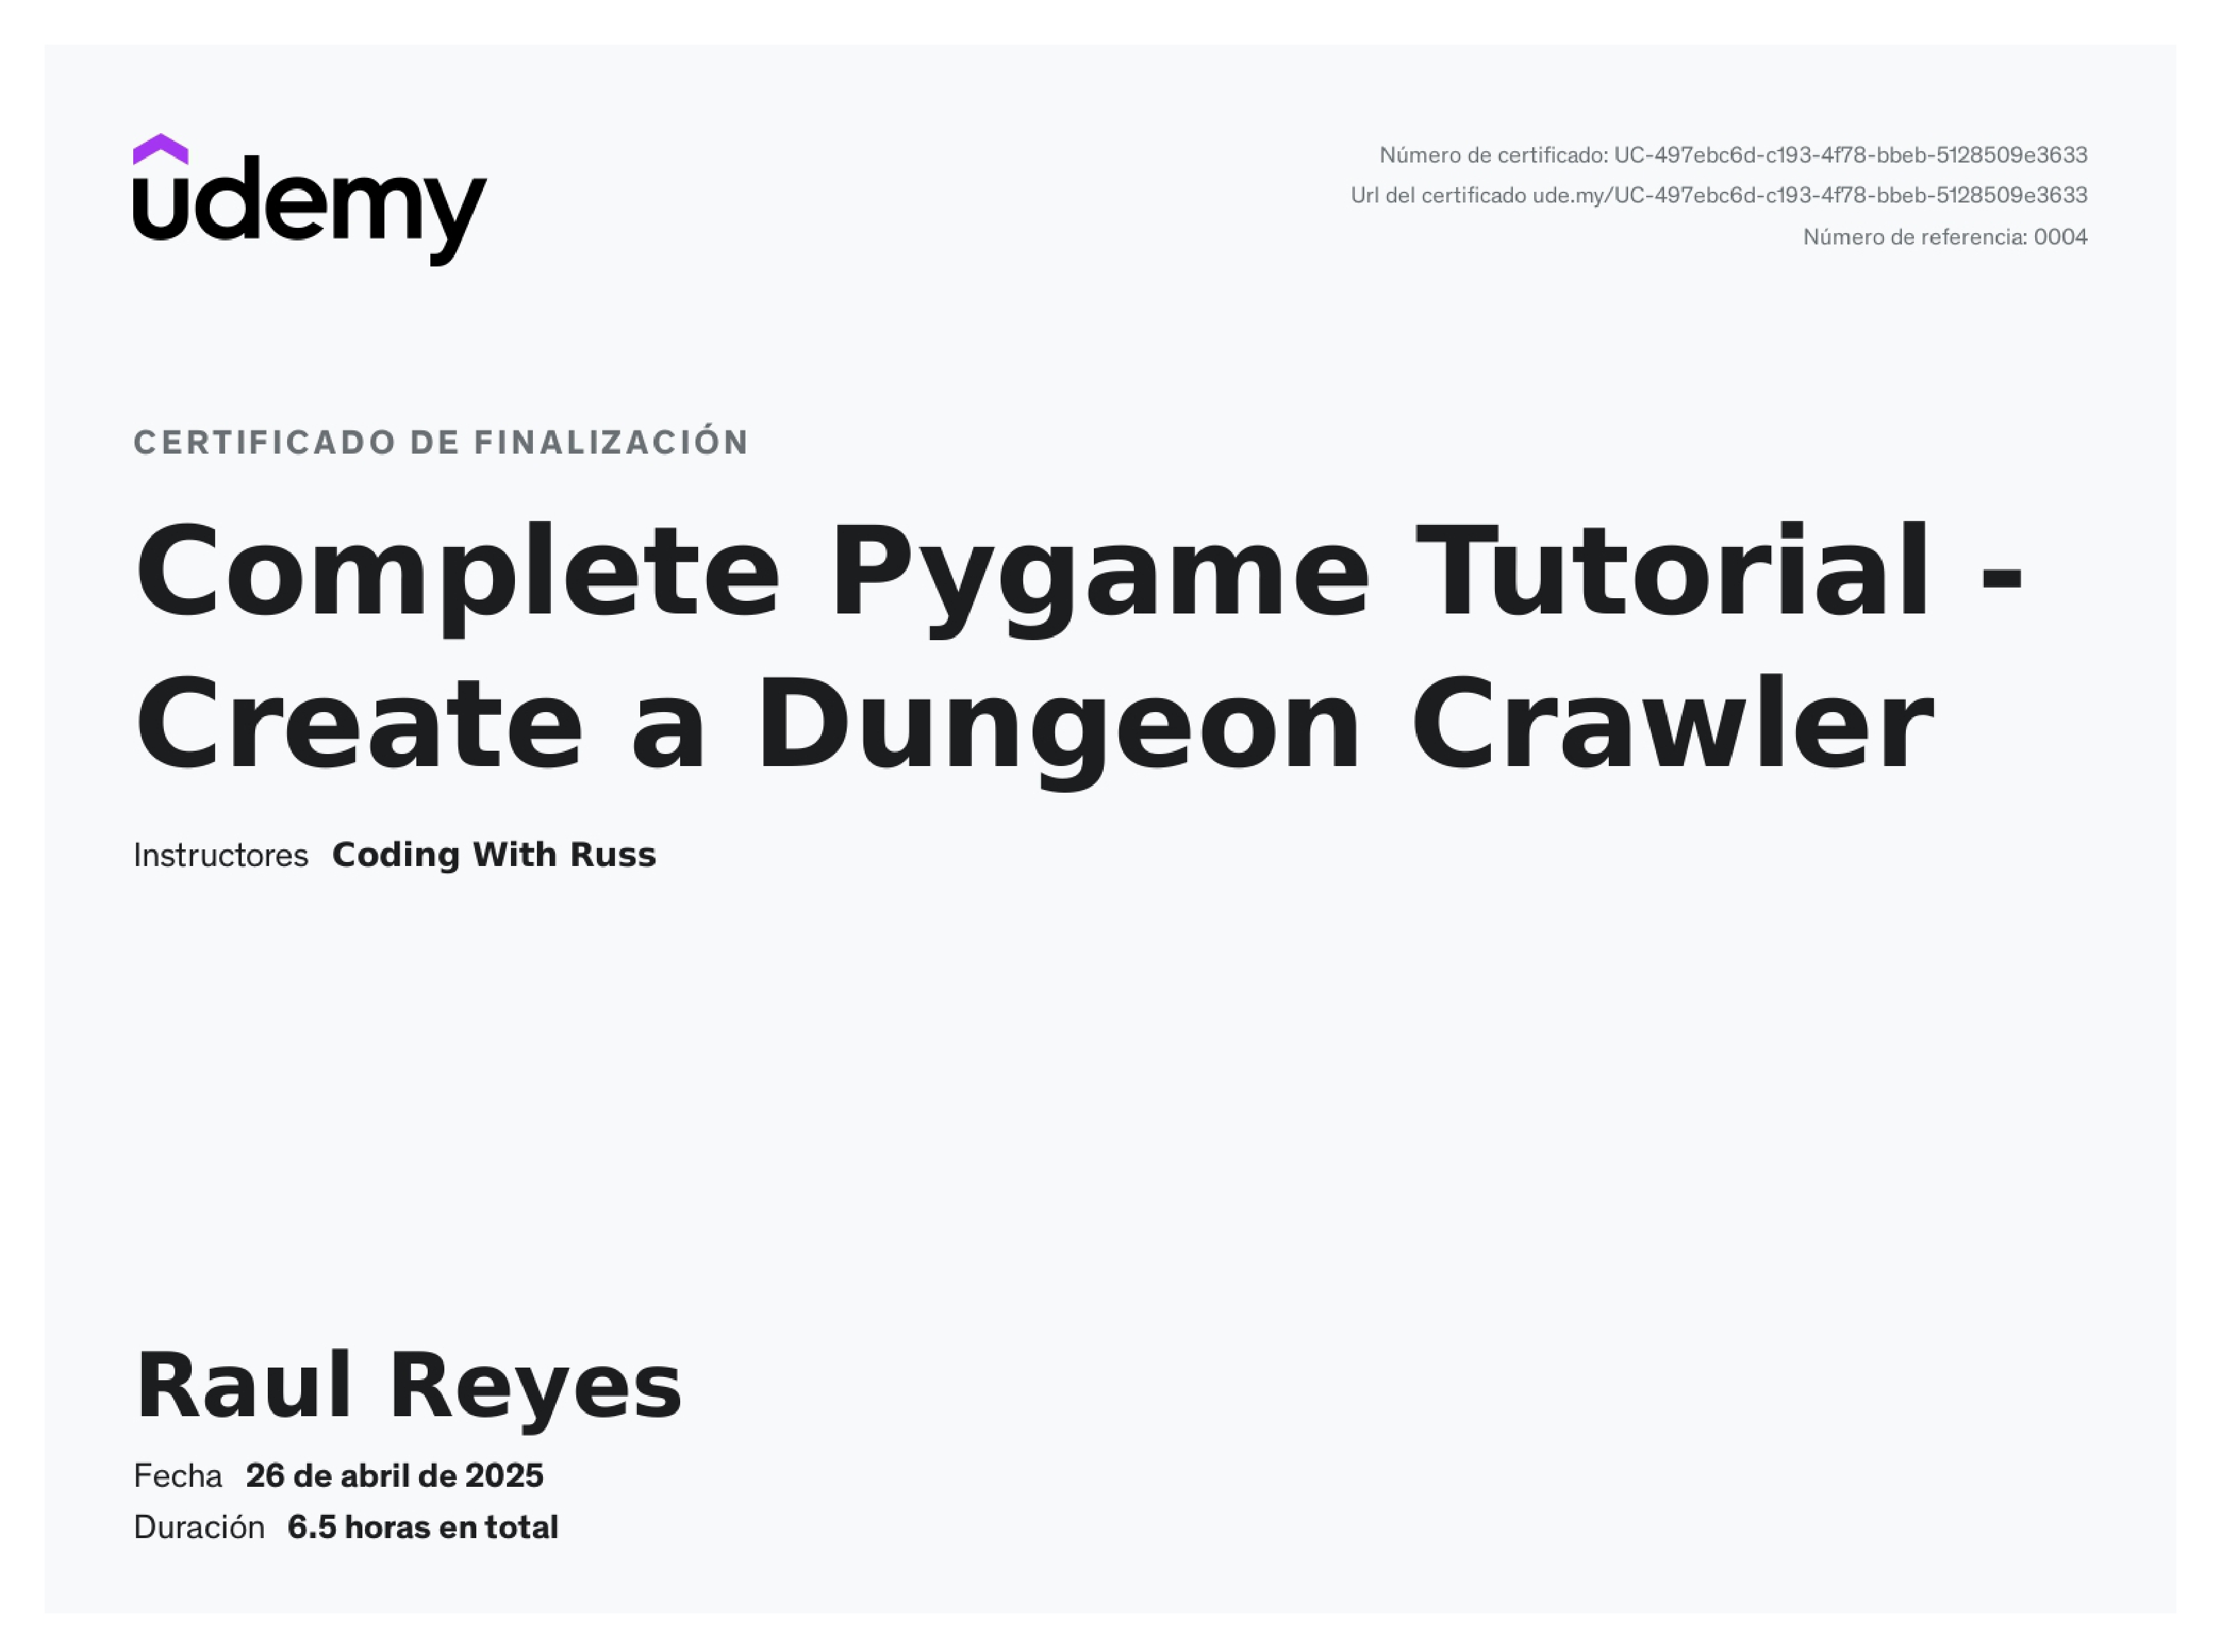 udemy
Número de certificado: UC-497ebc6d-c193-4f78-bbeb-5128509e3633
Url del certificado ude.my/UC-497ebc6d-c193-4f78-bbeb-5128509e3633
Número de referencia: 0004
CERTIFICADO DE FINALIZACIÓN
Complete Pygame Tutorial -
Create a Dungeon Crawler
Instructores Coding With Russ
Raul Reyes
Fecha 26 de abril de 2025
Duración 6.5 horas en total